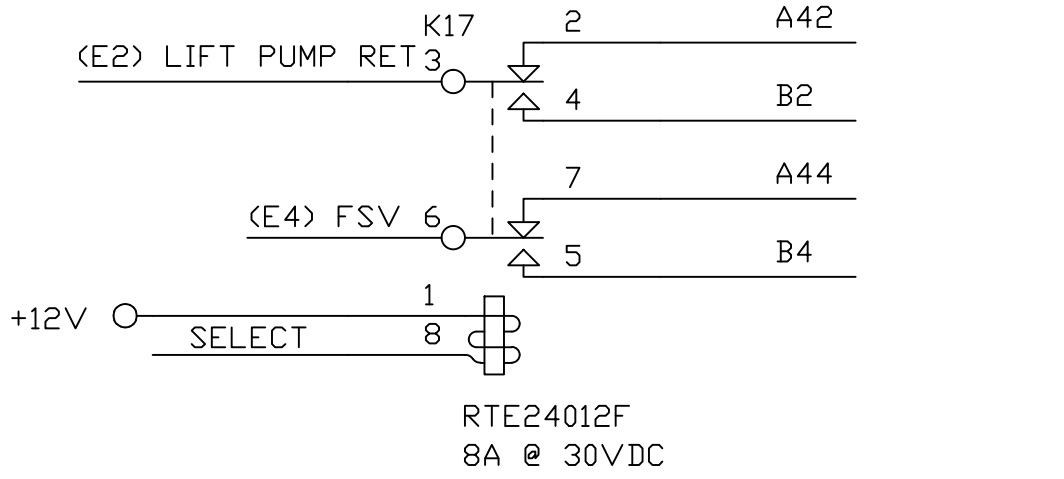 K17
2
A42
(E2) LIFT PUMP RET 3
4
B2
7
A44
(E4) FSV 6
5
B4
1
+12V
SELECT
8
RTE24012F
8A @ 30VDC